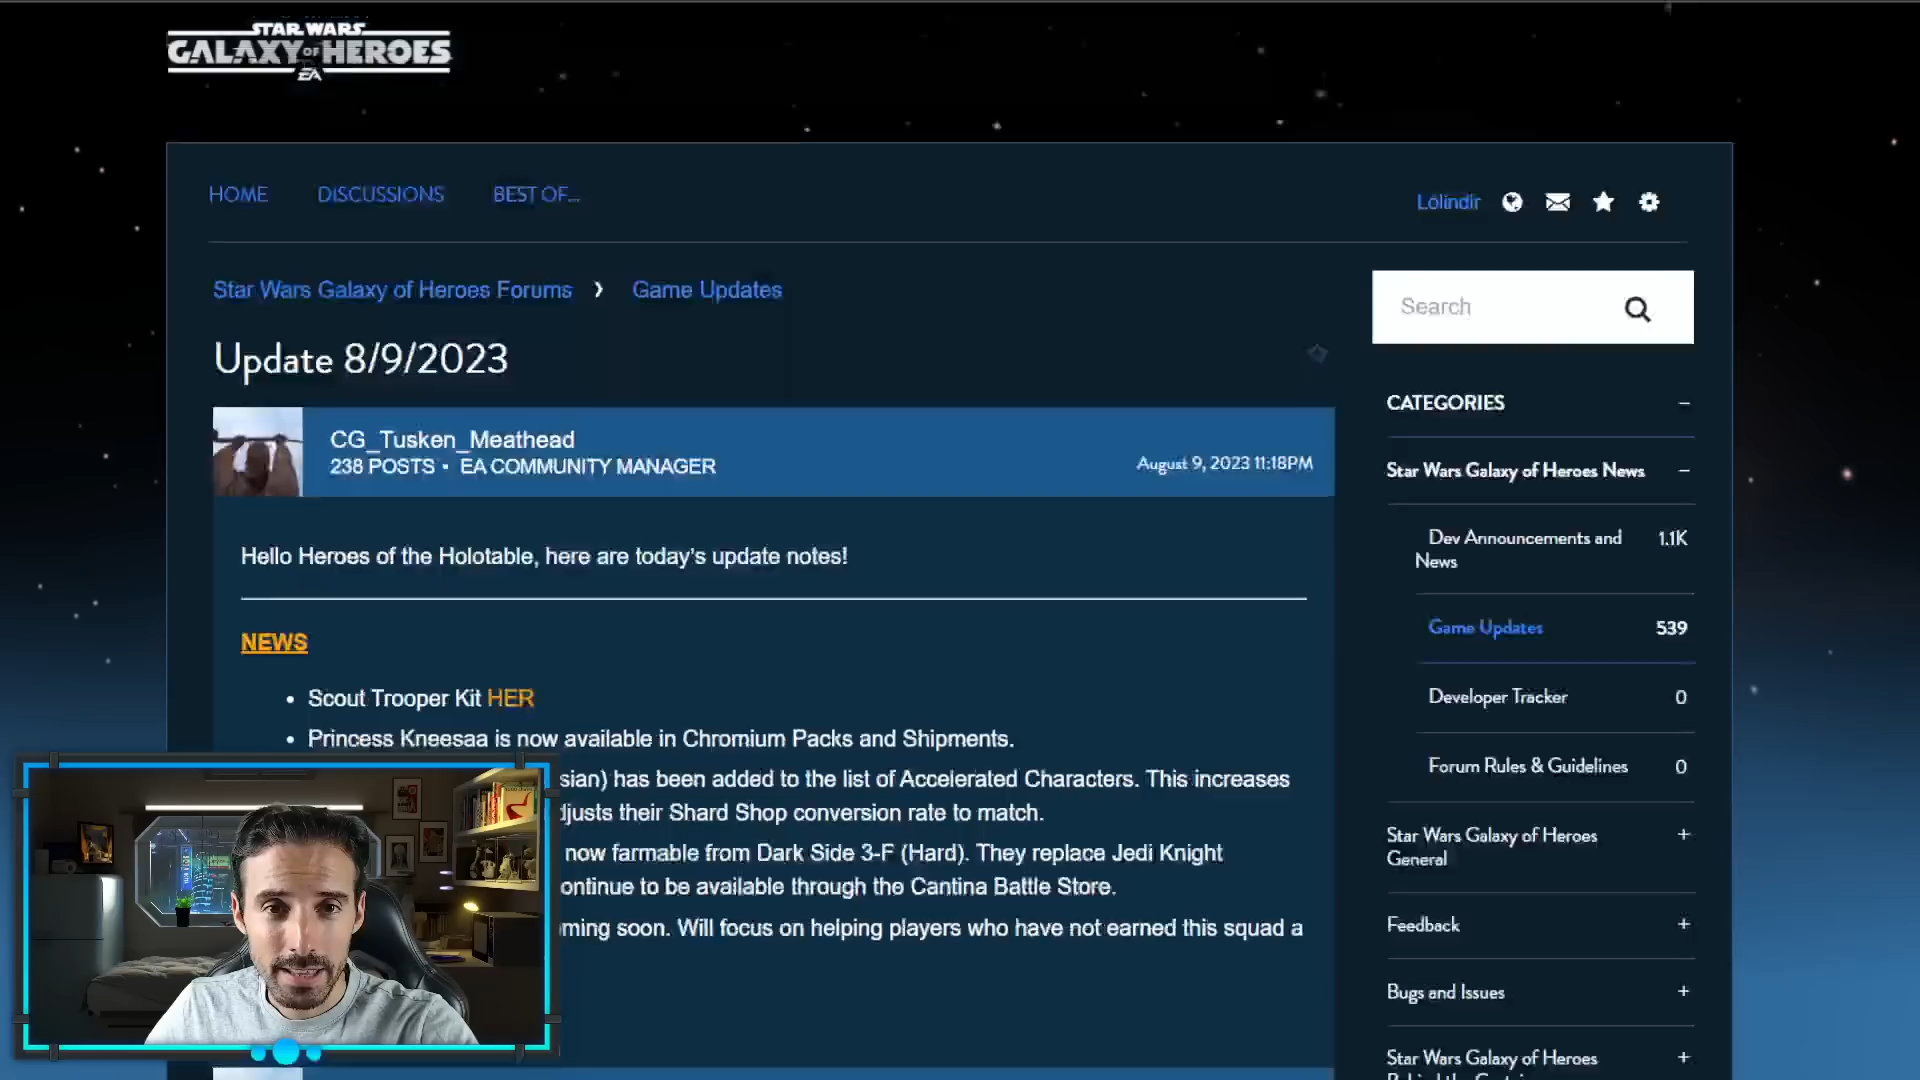 STAR WARS
GALAXY OF HEROES
EA
HOME DISCUSSIONS BEST OF...
Lolindir
Star Wars Galaxy of Heroes Forums › Game Updates
Search
Update 8/9/2023
CG_Tusken_Meathead
238 POSTS • EA COMMUNITY MANAGER
August 9, 2023 11:18PM
Hello Heroes of the Holotable, here are today's update notes!
NEWS
• Scout Trooper Kit HER
• Princess Kneesaa is now available in Chromium Packs and Shipments.
sian) has been added to the list of Accelerated Characters. This increases
djusts their Shard Shop conversion rate to match.
now farmable from Dark Side 3-F (Hard). They replace Jedi Knight
ontinue to be available through the Cantina Battle Store.
ming soon. Will focus on helping players who have not earned this squad a
CATEGORIES −
Star Wars Galaxy of Heroes News −
Dev Announcements and 1.1K
News
Game Updates 539
Developer Tracker 0
Forum Rules & Guidelines 0
Star Wars Galaxy of Heroes +
General
Feedback +
Bugs and Issues +
Star Wars Galaxy of Heroes +